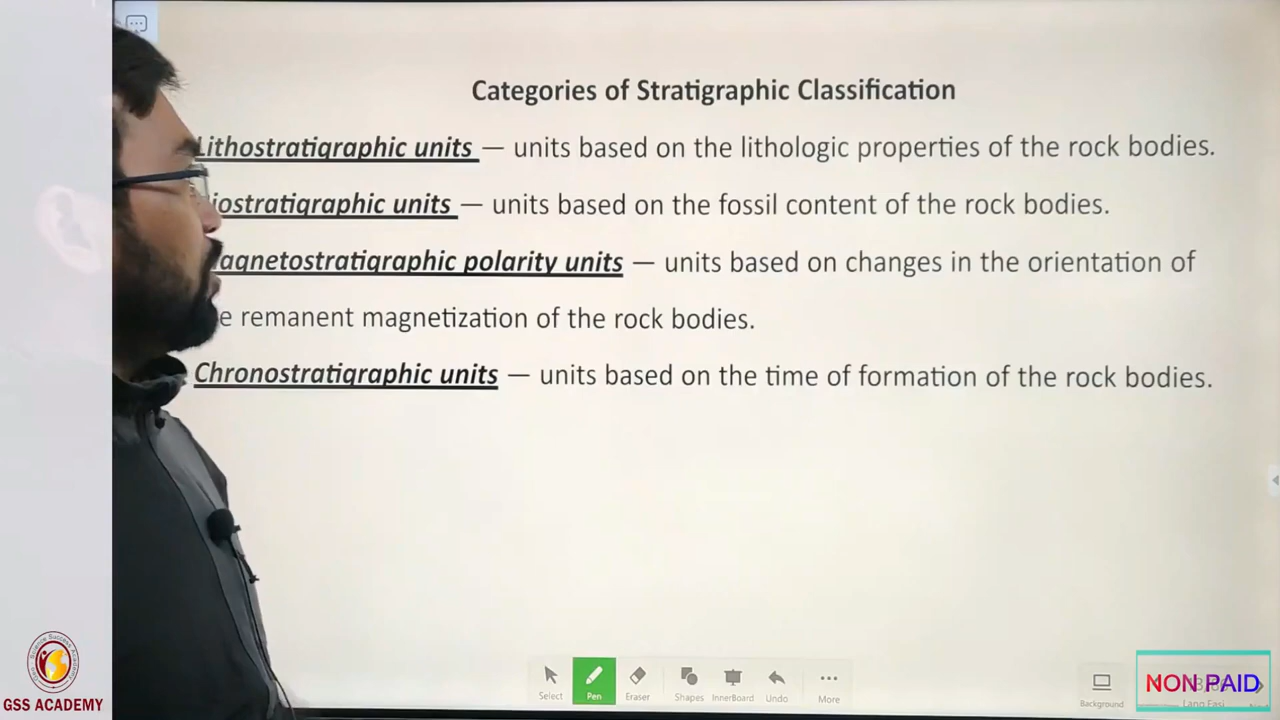 Categories of Stratigraphic Classification
Lithostratigraphic units — units based on the lithologic properties of the rock bodies.
iostratigraphic units — units based on the fossil content of the rock bodies.
agnetostratigraphic polarity units — units based on changes in the orientation of
e remanent magnetization of the rock bodies.
Chronostratigraphic units — units based on the time of formation of the rock bodies.
Select
Pen
Eraser
Shapes
InnerBoard
Undo
More
Background
NON PAID
GSS ACADEMY